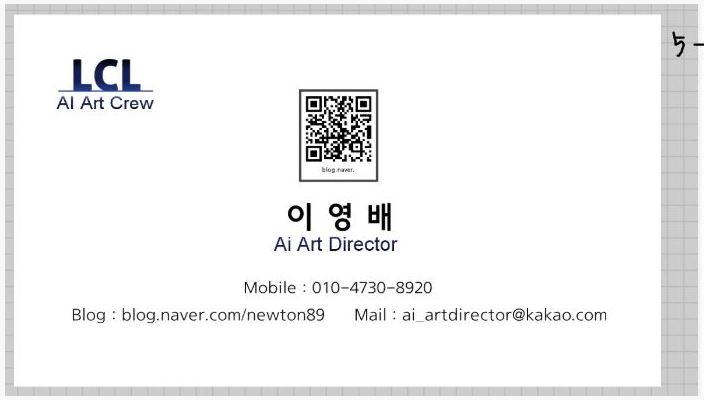 LCL
AI Art Crew
blog.naver.
이영배
Ai Art Director
Mobile : 010-4730-8920
Blog : blog.naver.com/newton89 Mail : ai_artdirector@kakao.com
5-